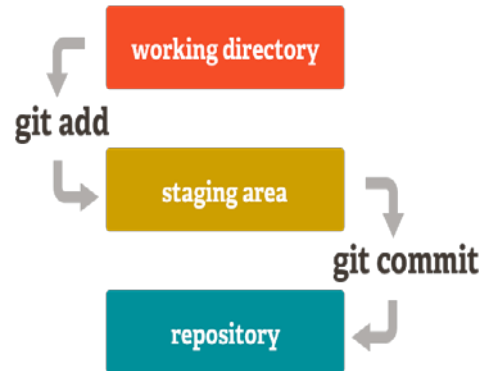 working directory
git add
staging area
git commit
repository